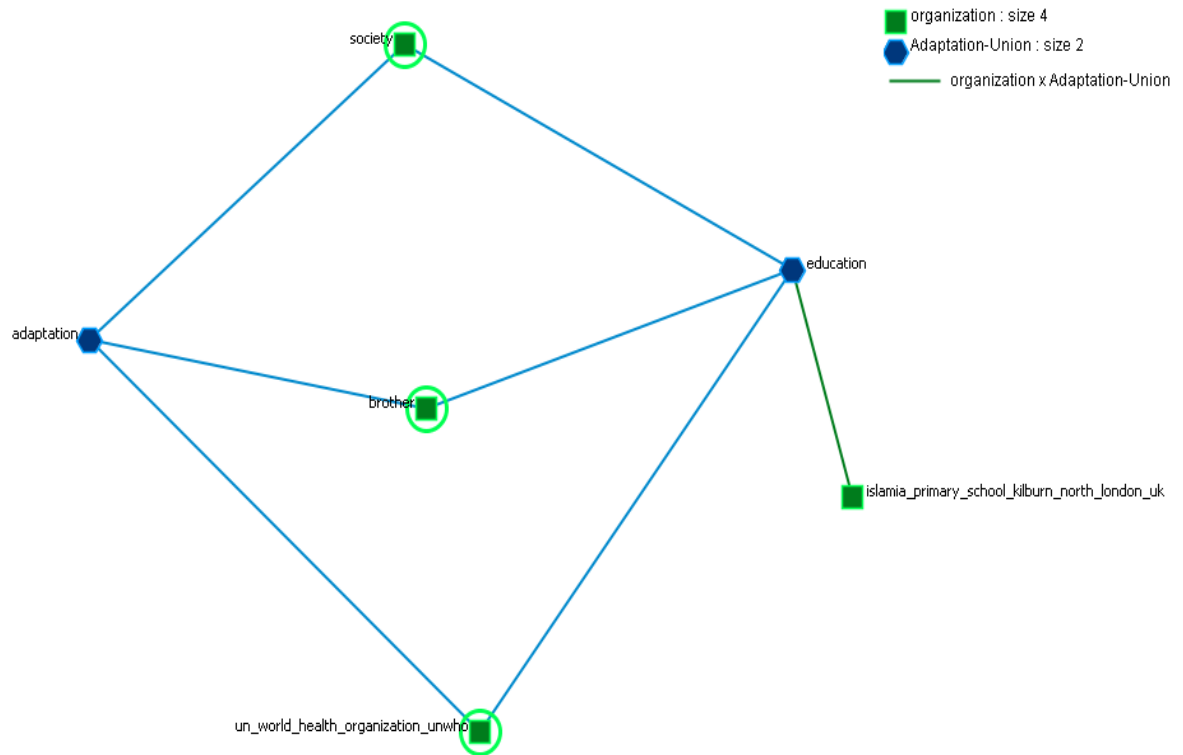 society
organization : size 4
Adaptation-Union : size 2
organization x Adaptation-Union
education
adaptation
brother
islamia_primary_school_kilburn_north_london_uk
un_world_health_organization_unwho